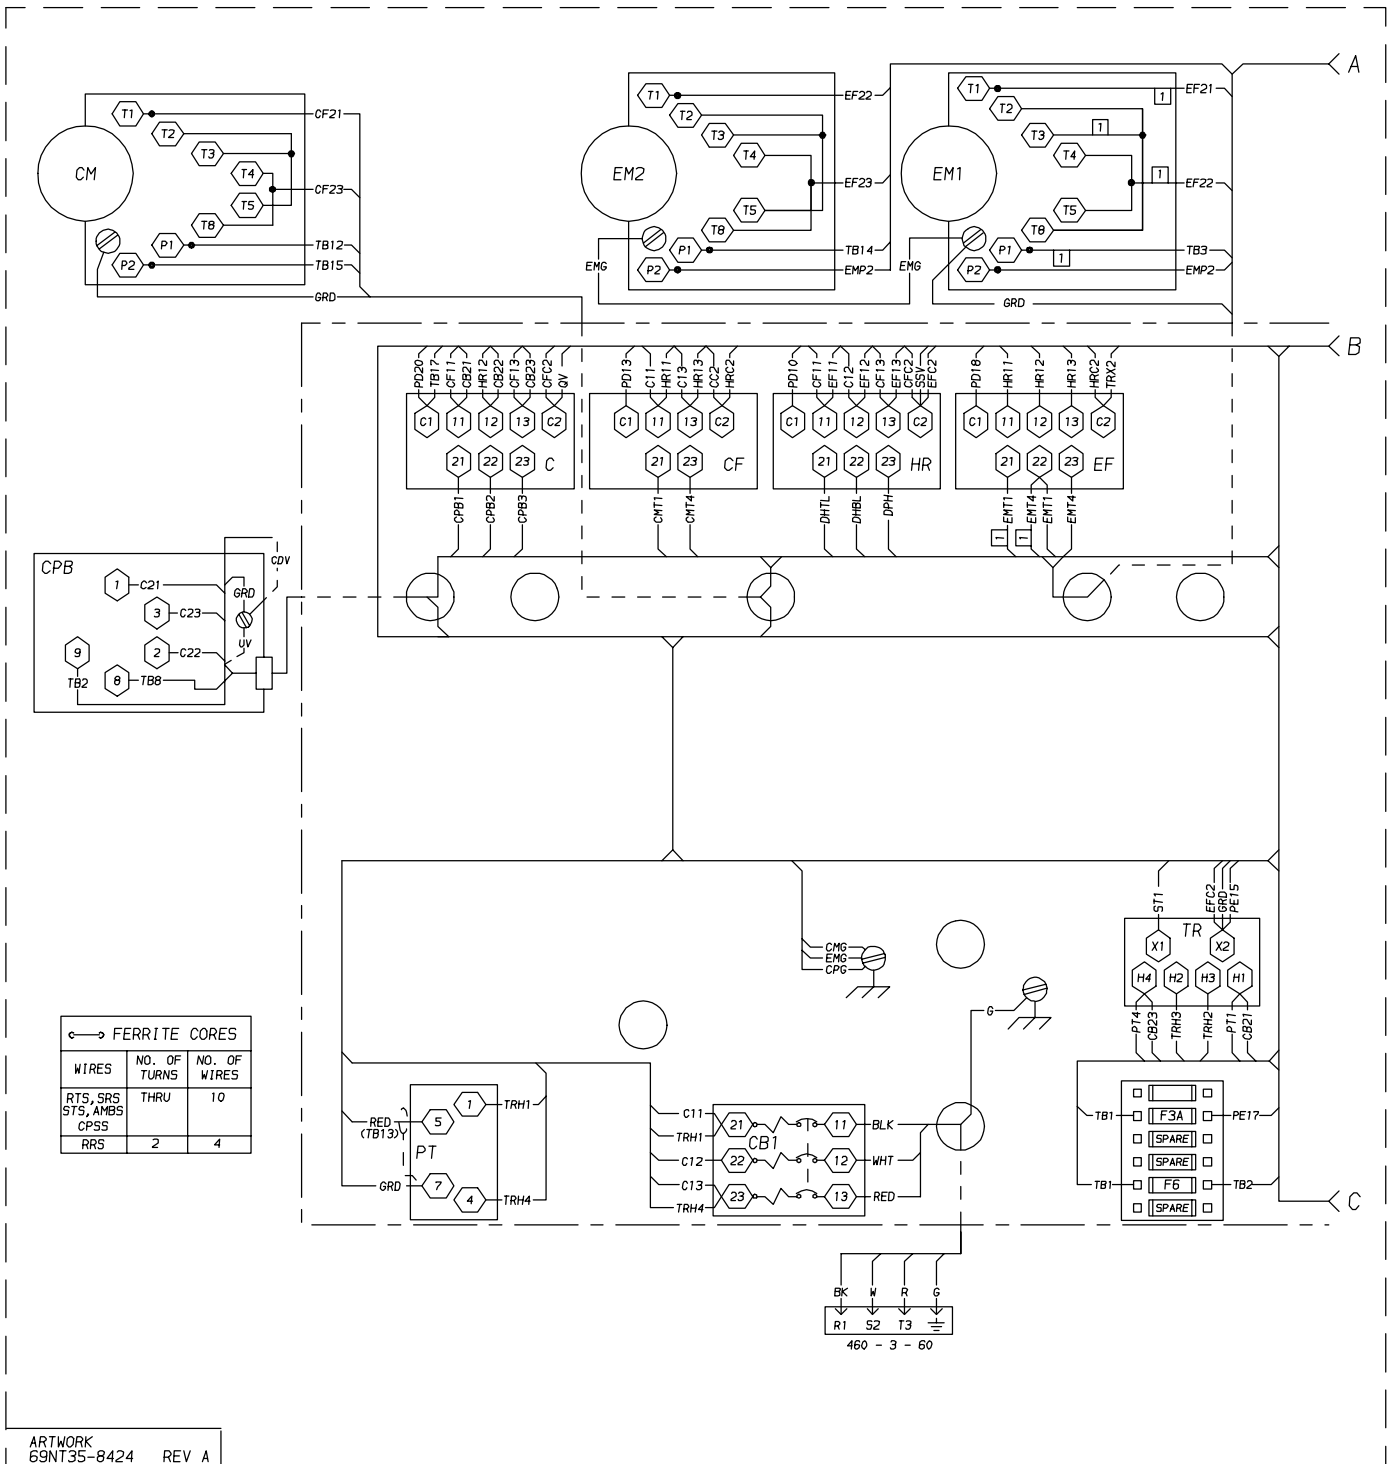 A
CM
T1
CF21
T2
T3
T4
CF23
T5
T8
P1
TB12
P2
TB15
GRD
EM2
T1
EF22
T2
T3
T4
EF23
T5
T8
P1
TB14
P2
EMP2
EMG
EM1
T1
EF21
1
T2
T3
1
T4
1
EF22
T5
T8
P1
TB3
1
P2
EMP2
EMG
GRD
B
PD20 TB17 CF11 CB21 HR12 CB22 CF13 CB23 CFC2 QV
C1 11 12 13 C2
21 22 23 C
CPB1 CPB2 CPB3
PD13 C11 HR11 C13 HR13 CC2 HRC2
C1 11 13 C2
21 23 CF
CMT1 CMT4
PD10 CF11 EF11 C12 EF12 CF13 EF13 CFC2 SSV EFC2
C1 11 12 13 C2
21 22 23 HR
DHTL DHBL DPH
PD18 HR11 HR12 HR13 HRC2 TRX2
C1 11 12 13 C2
21 22 23 EF
EMT1 EMT4 EMT1 EMT4
1 1
CPB
CDV
1 C21
GRD
3 C23
UV
2 C22
9
TB2
8 TB8
ST1 EFC2 GRD PE15
TR
X1 X2
H4 H2 H3 H1
PT4 CB23 TRH3 TRH2 PT1 CB21
CMG
EMG
CPG
G
FERRITE CORES
WIRES
NO. OF
TURNS
NO. OF
WIRES
RTS, SRS
STS, AMBS
CPSS
THRU
10
RRS
2
4
1 TRH1
RED
(TB13)
5
PT
GRD 7
4 TRH4
C11
TRH1
21 11 BLK
CB1
C12 22 12 WHT
C13
TRH4
23 13 RED
TB1 F3A PE17
SPARE
SPARE
TB1 F6 TB2
SPARE
C
BK W R G
R1 S2 T3
460 - 3 - 60
ARTWORK
69NT35-8424 REV A